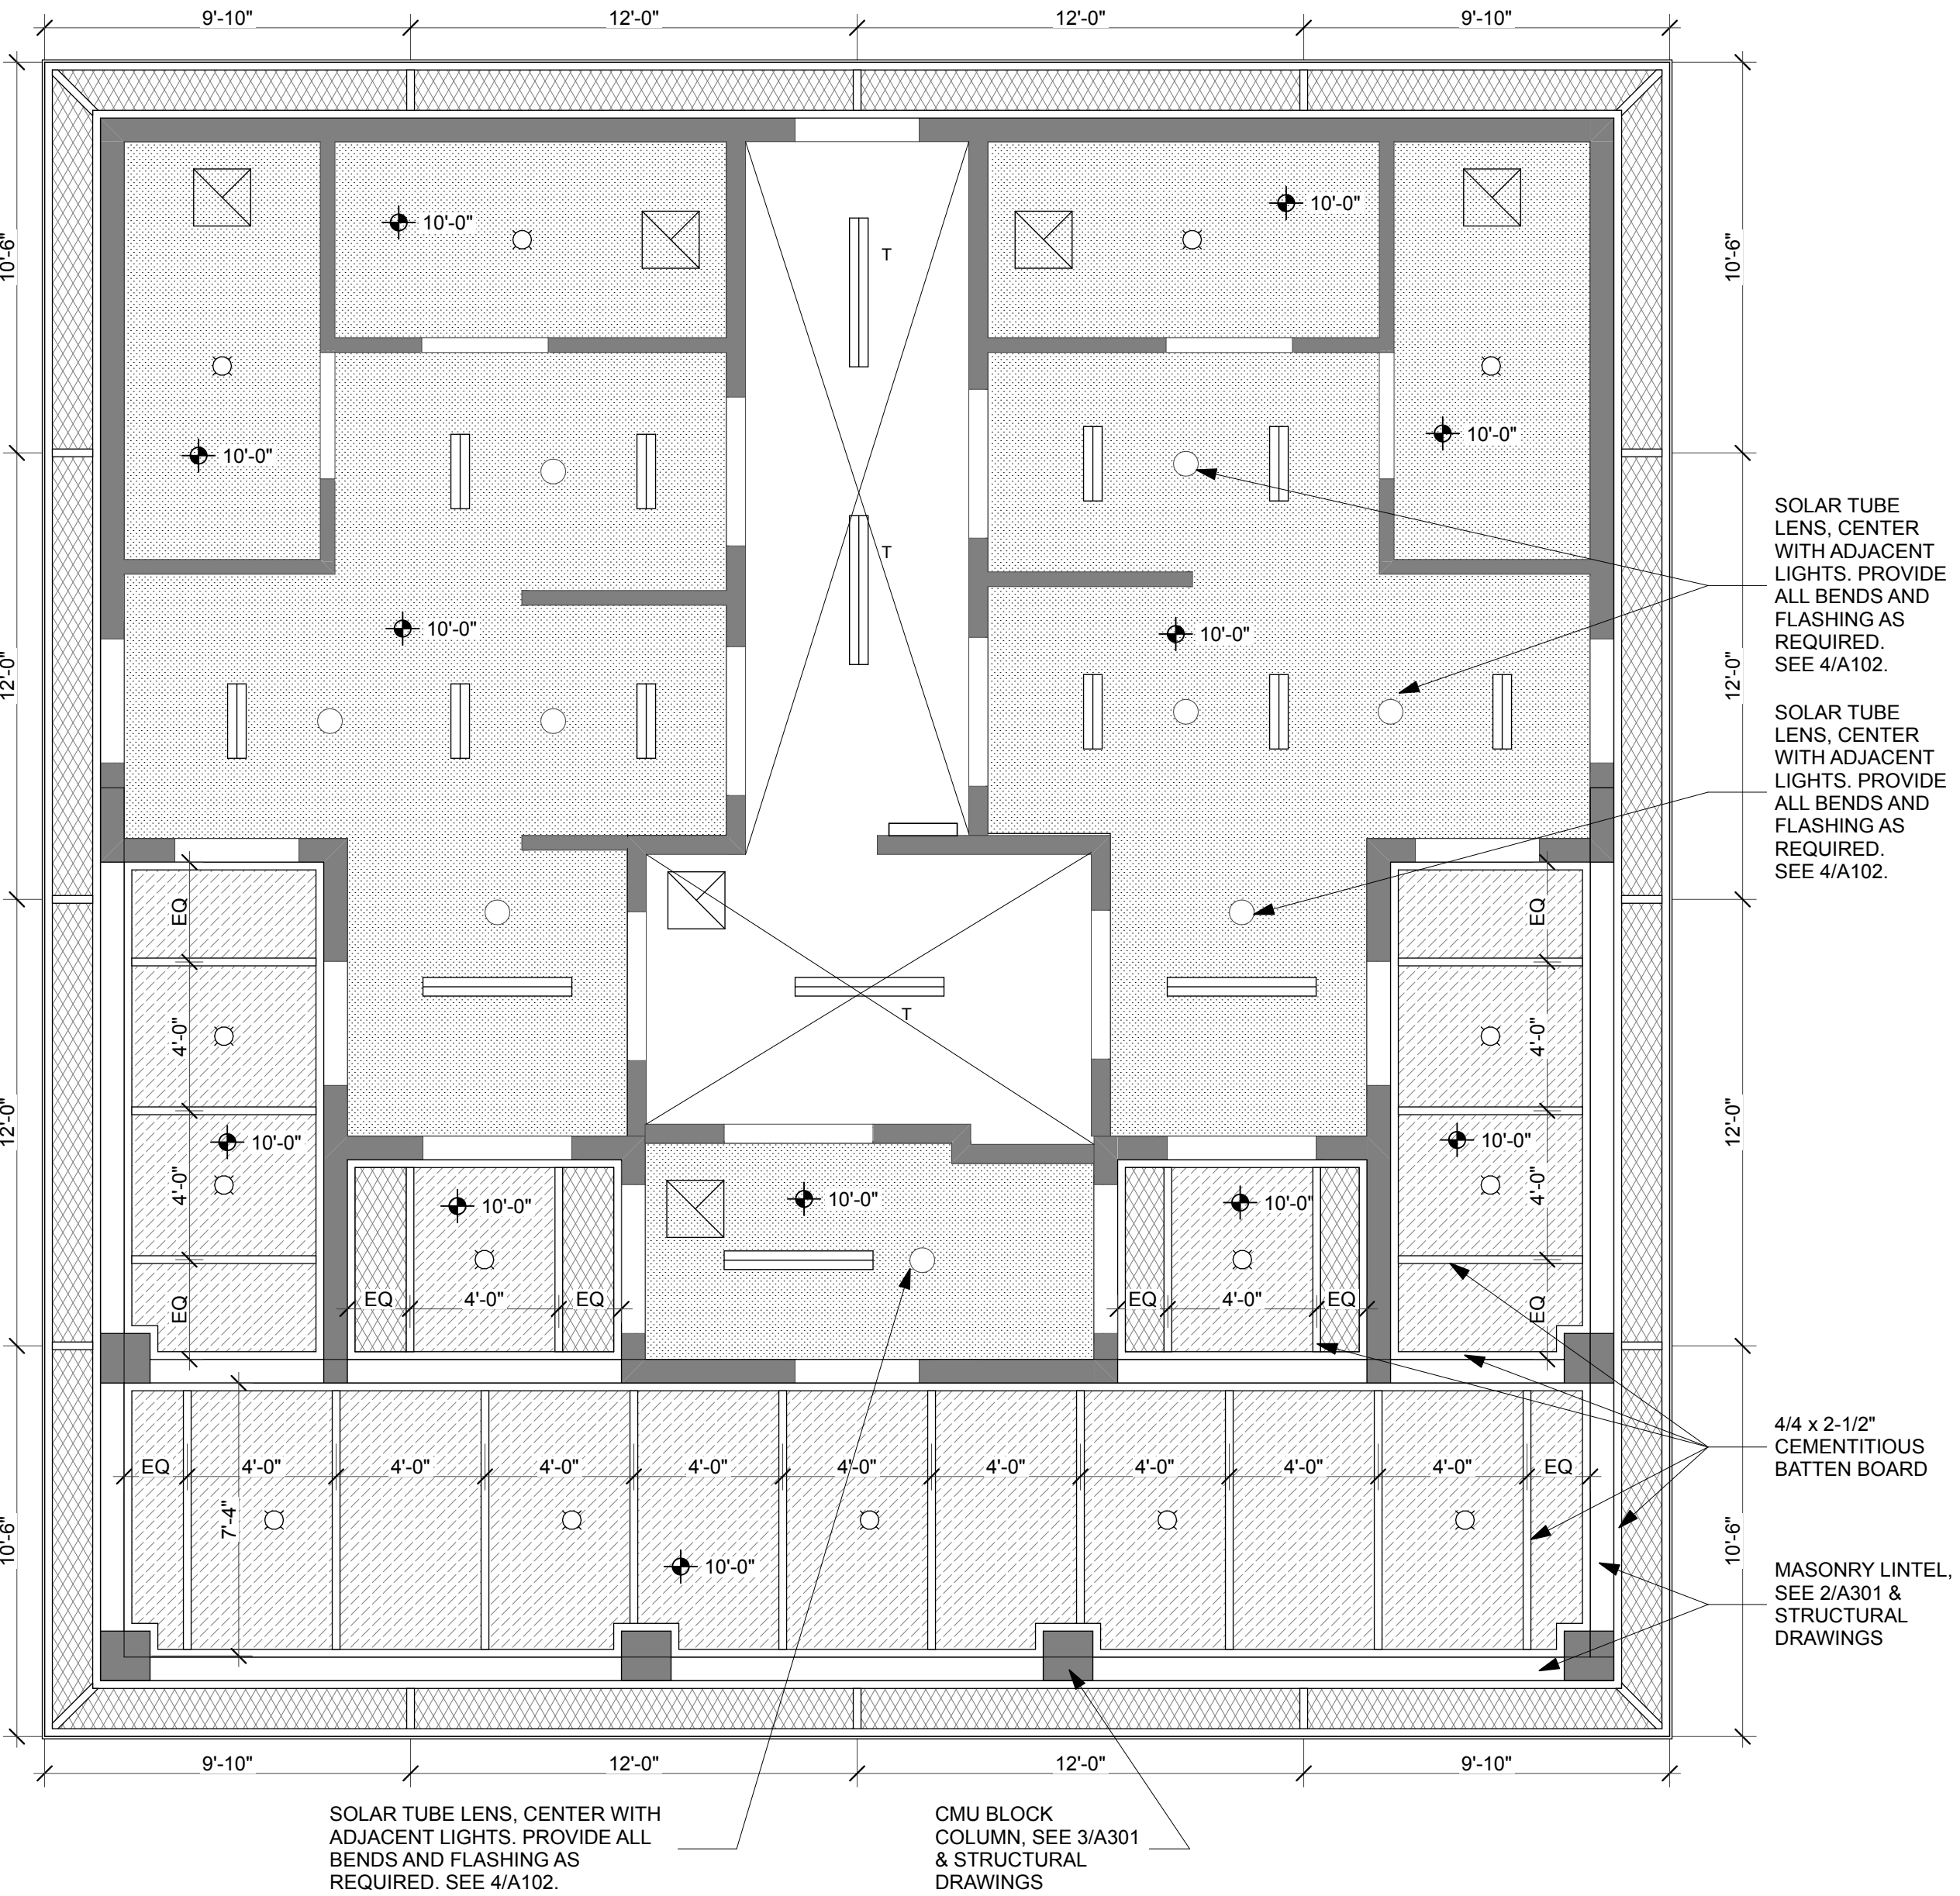 9'-10"
12'-0"
12'-0"
9'-10"
10'-6"
12'-0"
12'-0"
10'-6"
10'-6"
12'-0"
12'-0"
10'-6"
10'-0"
10'-0"
T
10'-0"
10'-0"
10'-0"
T
10'-0"
10'-0"
SOLAR TUBE
LENS, CENTER
WITH ADJACENT
LIGHTS. PROVIDE
ALL BENDS AND
FLASHING AS
REQUIRED.
SEE 4/A102.
SOLAR TUBE
LENS, CENTER
WITH ADJACENT
LIGHTS. PROVIDE
ALL BENDS AND
FLASHING AS
REQUIRED.
SEE 4/A102.
EQ
4'-0"
4'-0"
EQ
10'-0"
T
EQ
4'-0"
4'-0"
EQ
10'-0"
10'-0"
EQ
4'-0"
EQ
10'-0"
10'-0"
EQ
4'-0"
EQ
EQ
4'-0"
4'-0"
4'-0"
4'-0"
4'-0"
4'-0"
4'-0"
4'-0"
4'-0"
EQ
7'-4"
10'-0"
4/4 x 2-1/2"
CEMENTITIOUS
BATTEN BOARD
MASONRY LINTEL,
SEE 2/A301 &
STRUCTURAL
DRAWINGS
9'-10"
12'-0"
12'-0"
9'-10"
SOLAR TUBE LENS, CENTER WITH
ADJACENT LIGHTS. PROVIDE ALL
BENDS AND FLASHING AS
REQUIRED. SEE 4/A102.
CMU BLOCK
COLUMN, SEE 3/A301
& STRUCTURAL
DRAWINGS